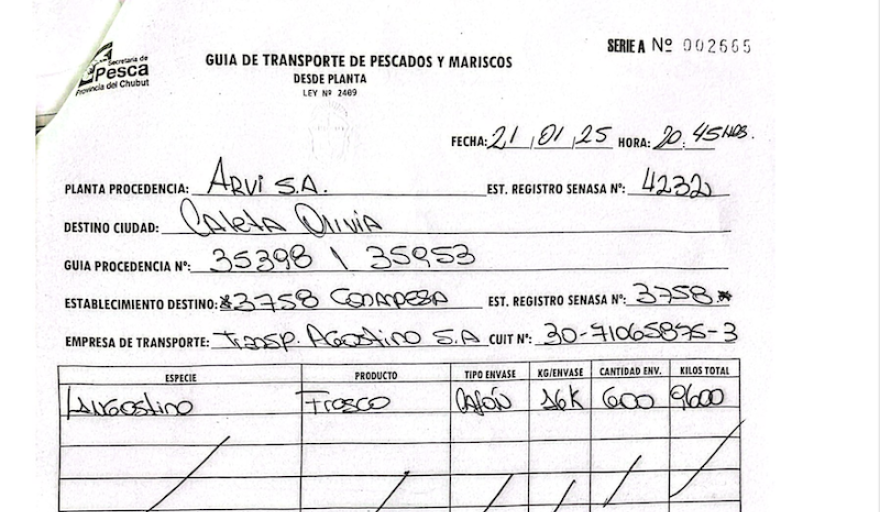 Secretaría de
Pesca
Provincia del Chubut
SERIE A Nº 002665
GUIA DE TRANSPORTE DE PESCADOS Y MARISCOS
DESDE PLANTA
LEY Nº 2409
FECHA: 21,01,25 HORA: 20:45 HRS.
PLANTA PROCEDENCIA: ARVI S.A. EST. REGISTRO SENASA Nº: 4232
DESTINO CIUDAD: CALETA OLIVIA
GUIA PROCEDENCIA Nº: 35398 \ 35953
ESTABLECIMIENTO DESTINO: *3758 CONARPESA EST. REGISTRO SENASA Nº: 3758*
EMPRESA DE TRANSPORTE: Transp. Agostino S.A CUIT Nº: 30-71065875-3
ESPECIE PRODUCTO TIPO ENVASE KG/ENVASE CANTIDAD ENV. KILOS TOTAL
LANGOSTINO Fresco Cajón 16K 600 9600